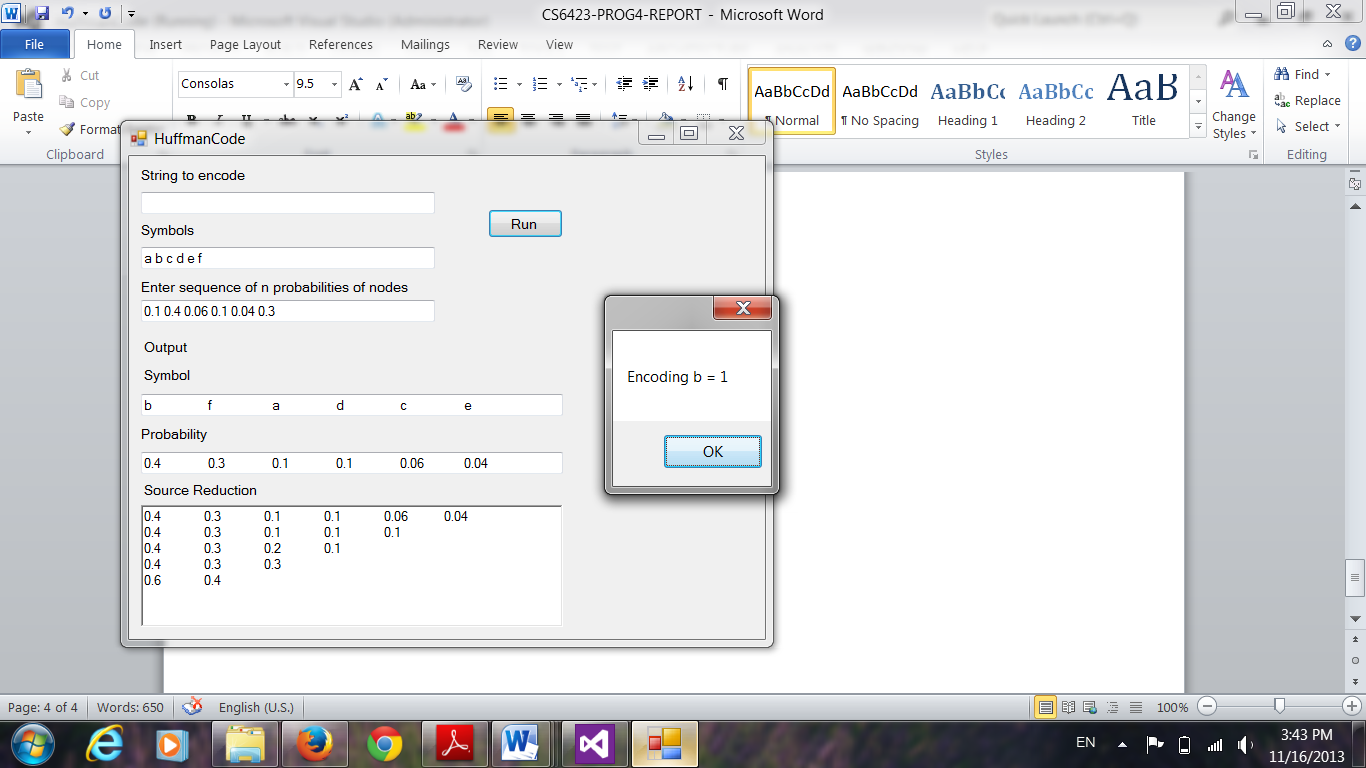 CS6423-PROG4-REPORT - Microsoft Word
File Home Insert Page Layout References Mailings Review View
Paste
Cut
Copy
Format
Clipboard
Consolas 9.5
AaBbCcDd AaBbCcDd AaBbCc AaBbCc AaB
¶ Normal ¶ No Spacing Heading 1 Heading 2 Title
Change Styles
Styles
Find
Replace
Select
Editing
HuffmanCode
String to encode
Run
Symbols
a b c d e f
Enter sequence of n probabilities of nodes
0.1 0.4 0.06 0.1 0.04 0.3
Output
Symbol
b f a d c e
Probability
0.4 0.3 0.1 0.1 0.06 0.04
Source Reduction
0.4 0.3 0.1 0.1 0.06 0.04
0.4 0.3 0.1 0.1 0.1
0.4 0.3 0.2 0.1
0.4 0.3 0.3
0.6 0.4
Encoding b = 1
OK
Page: 4 of 4 Words: 650 English (U.S.) 100%
EN 3:43 PM
11/16/2013